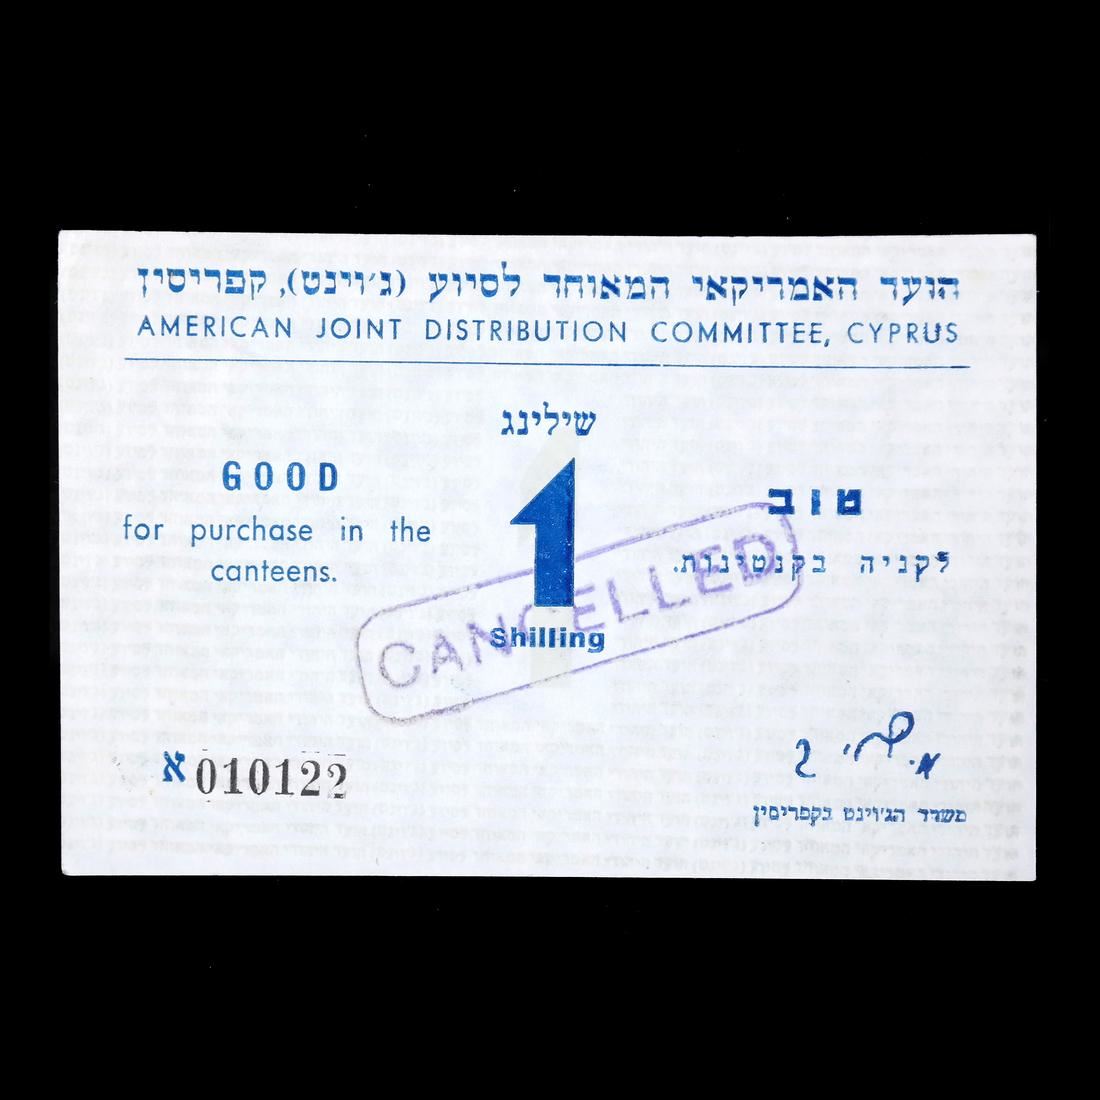 הועד האמריקאי המאוחד לסיוע (ג'וינט), קפריסין
AMERICAN JOINT DISTRIBUTION COMMITTEE, CYPRUS
שילינג
1
Shilling
GOOD
for purchase in the
canteens.
טוב
לקניה בקנטינות.
CANCELLED
א 010122
משרד הג'וינט בקפריסין